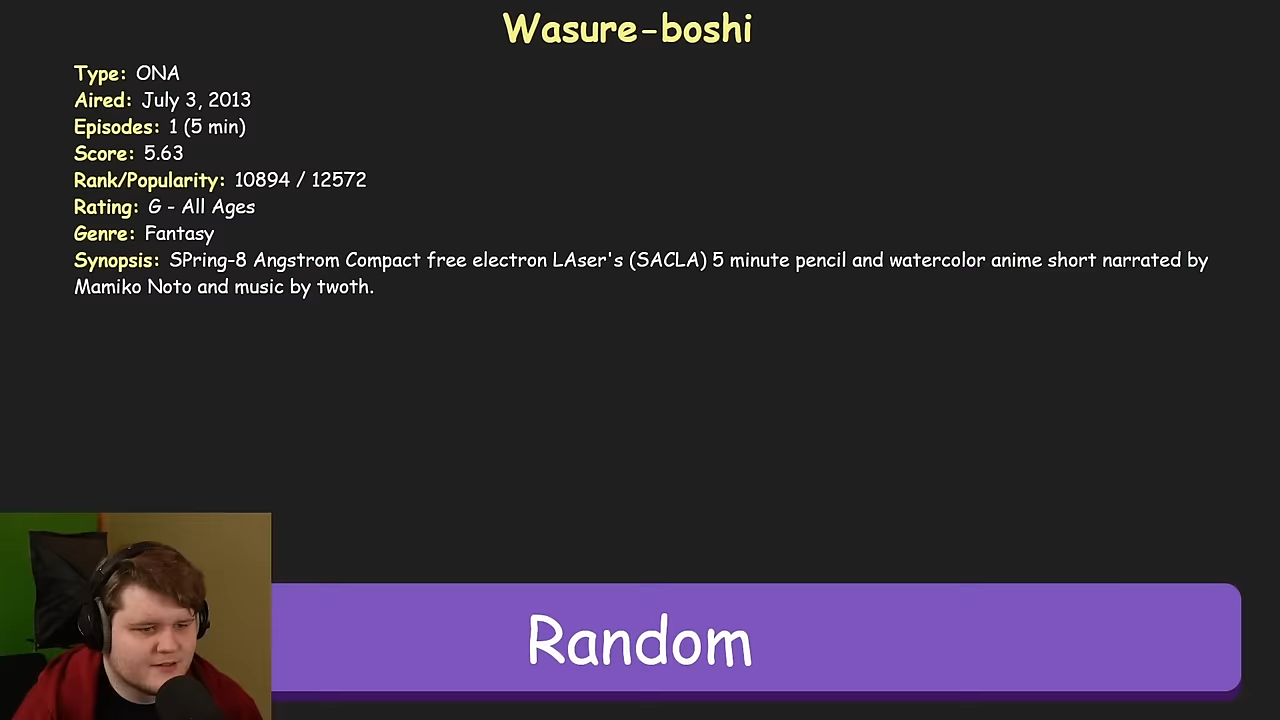 Wasure-boshi
Type: ONA
Aired: July 3, 2013
Episodes: 1 (5 min)
Score: 5.63
Rank/Popularity: 10894 / 12572
Rating: G - All Ages
Genre: Fantasy
Synopsis: SPring-8 Angstrom Compact free electron LAser's (SACLA) 5 minute pencil and watercolor anime short narrated by
Mamiko Noto and music by twoth.
Random